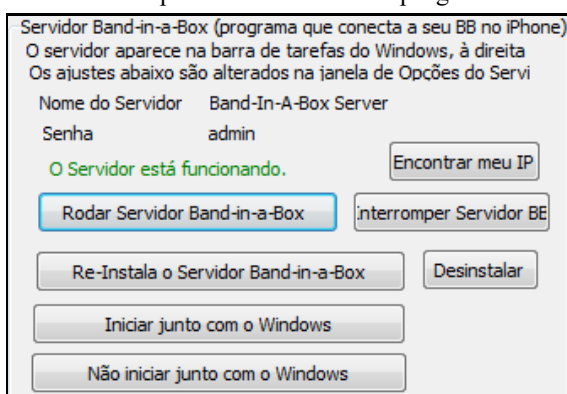 Servidor Band-in-a-Box (programa que conecta a seu BB no iPhone)
O servidor aparece na barra de tarefas do Windows, à direita
Os ajustes abaixo são alterados na janela de Opções do Servi
Nome do Servidor Band-In-A-Box Server
Senha admin
O Servidor está funcionando.
Encontrar meu IP
Rodar Servidor Band-in-a-Box
Interromper Servidor BB
Re-Instala o Servidor Band-in-a-Box
Desinstalar
Iniciar junto com o Windows
Não iniciar junto com o Windows